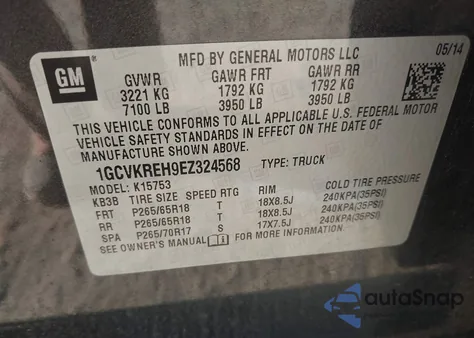 GM
MFD BY GENERAL MOTORS LLC
05/14
GVWR GAWR FRT GAWR RR
3221 KG 1792 KG 1792 KG
7100 LB 3950 LB 3950 LB
THIS VEHICLE CONFORMS TO ALL APPLICABLE U.S. FEDERAL MOTOR
VEHICLE SAFETY STANDARDS IN EFFECT ON THE DATE OF
MANUFACTURE SHOWN ABOVE.
1GCVKREH9EZ324568 TYPE: TRUCK
MODEL: K15753
KB3B TIRE SIZE SPEED RTG RIM COLD TIRE PRESSURE
FRT P265/65R18 T 18X8.5J 240KPA(35PSI)
RR P265/65R18 T 18X8.5J 240KPA(35PSI)
SPA P265/70R17 T 17X7.5J 240KPA(35PSI)
SEE OWNER'S MANUAL FOR MORE INFORMATION.
autoSnap